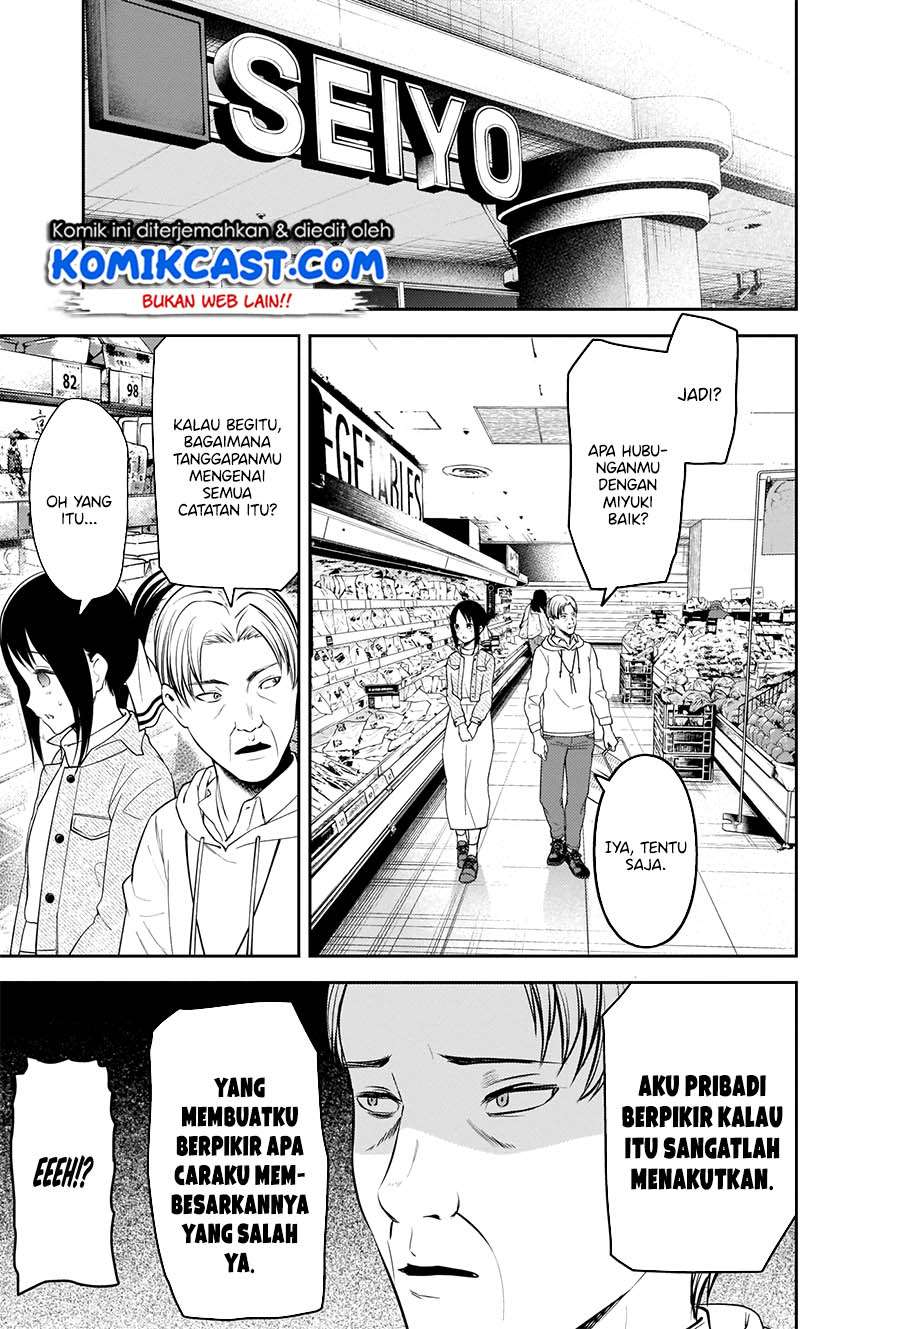 SEIYO
Komik ini diterjemahkan & diedit oleh
KOMIKCAST.COM
BUKAN WEB LAIN!!
JADI?
APA HUBU-
NGANMU
DENGAN
MIYUKI
BAIK?
VEGETABLES
IYA, TENTU
SAJA.
82
98
KALAU BEGITU,
BAGAIMANA
TANGGAPANMU
MENGENAI
SEMUA
CATATAN ITU?
OH YANG
ITU...
AKU PRIBADI
BERPIKIR KALAU
ITU SANGATLAH
MENAKUTKAN.
YANG
MEMBUATKU
BERPIKIR APA
CARAKU MEM-
BESARKANNYA
YANG SALAH
YA.
EEEH!?